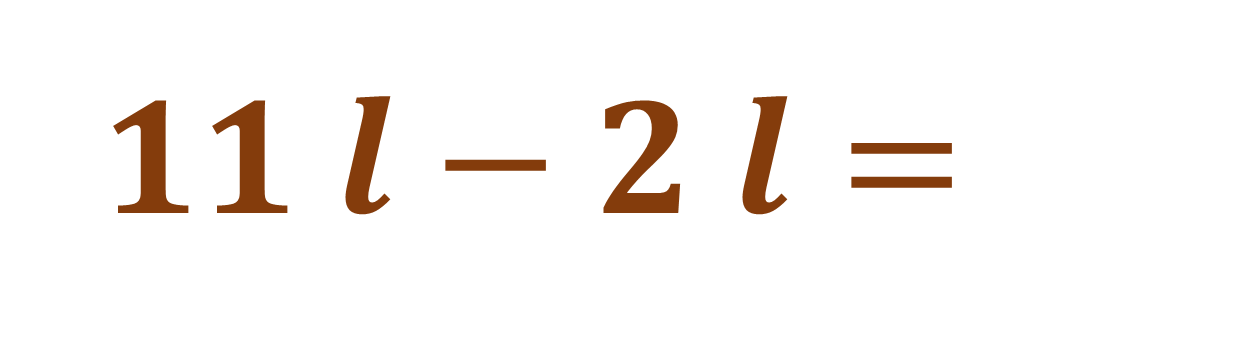 11 l – 2 l =